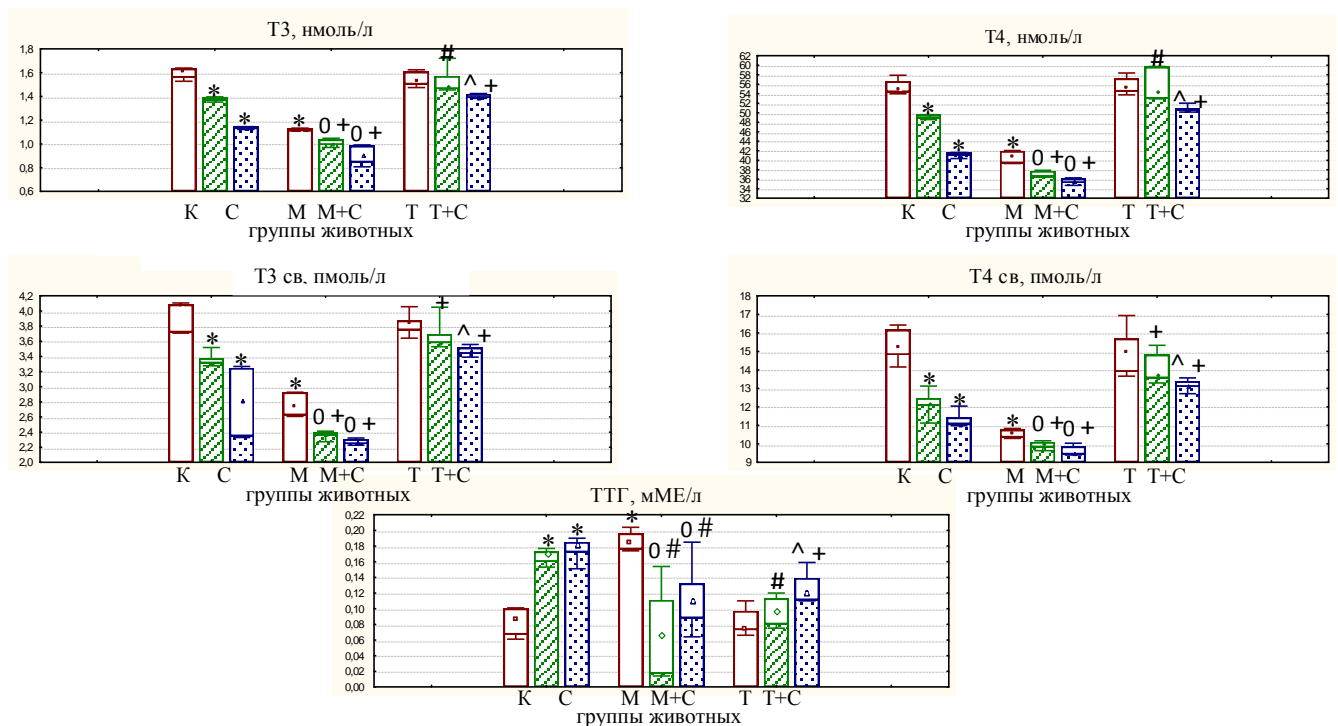 Т3, нмоль/л
1,8
1,6
1,4
1,2
1,0
0,8
0,6
* * * 0 + 0 + # ^ +
К С М М+С Т Т+С
группы животных
Т4, нмоль/л
62
60
58
56
54
52
50
48
46
44
42
40
38
36
34
32
* * * 0 + 0 + # ^ +
К С М М+С Т Т+С
группы животных
Т3 св, пмоль/л
4,2
4,0
3,8
3,6
3,4
3,2
3,0
2,8
2,6
2,4
2,2
2,0
* * * 0 + 0 + + ^ +
К С М М+С Т Т+С
группы животных
Т4 св, пмоль/л
18
17
16
15
14
13
12
11
10
9
* * * 0 + 0 + + ^ +
К С М М+С Т Т+С
группы животных
ТТГ, мМЕ/л
0,22
0,20
0,18
0,16
0,14
0,12
0,10
0,08
0,06
0,04
0,02
0,00
* * * 0 # 0 # # ^ +
К С М М+С Т Т+С
группы животных